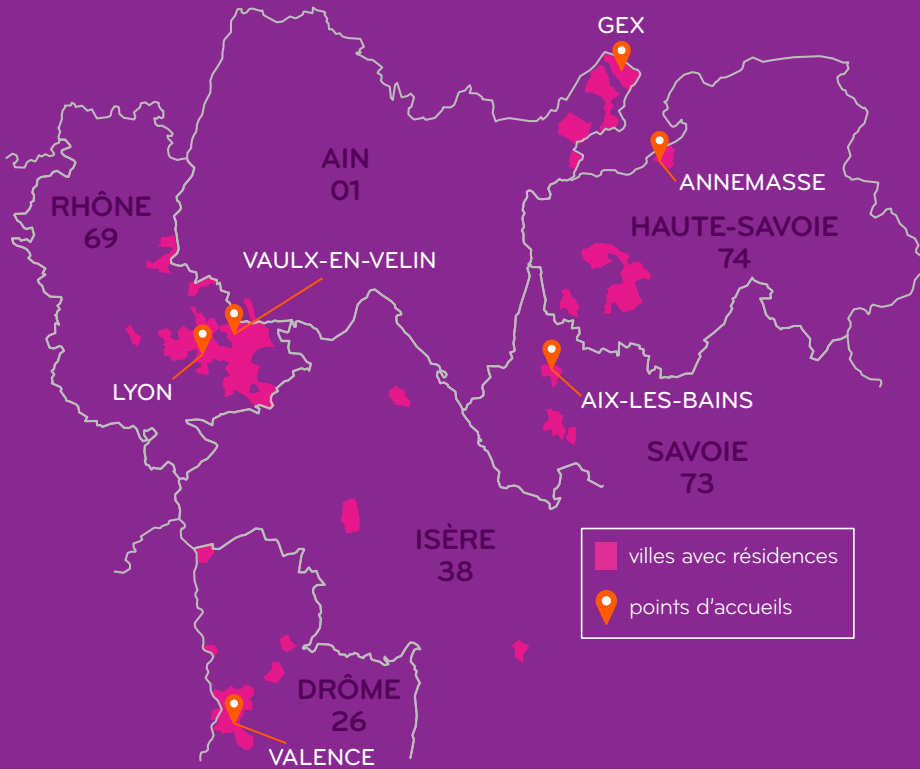 GEX
AIN
01
ANNEMASSE
RHÔNE
69
HAUTE-SAVOIE
74
VAULX-EN-VELIN
LYON
AIX-LES-BAINS
SAVOIE
73
ISÈRE
38
villes avec résidences
points d'accueils
DRÔME
26
VALENCE